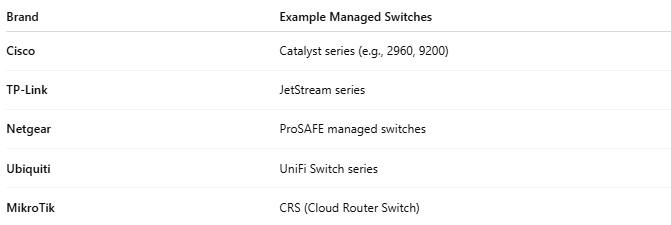 Brand Example Managed Switches
Cisco Catalyst series (e.g., 2960, 9200)
TP-Link JetStream series
Netgear ProSAFE managed switches
Ubiquiti UniFi Switch series
MikroTik CRS (Cloud Router Switch)